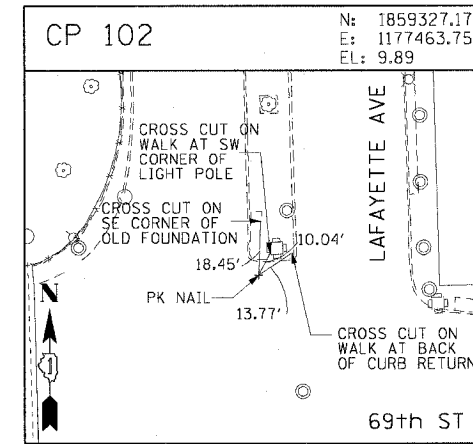 CP 102
N: 1859327.17
E: 1177463.75
EL: 9.89
CROSS CUT ON
WALK AT SW
CORNER OF
LIGHT POLE
CROSS CUT ON
SE CORNER OF
OLD FOUNDATION
10.04'
18.45'
PK NAIL
13.77'
LAFAYETTE AVE
N
1
CROSS CUT ON
WALK AT BACK
OF CURB RETURN
69th ST